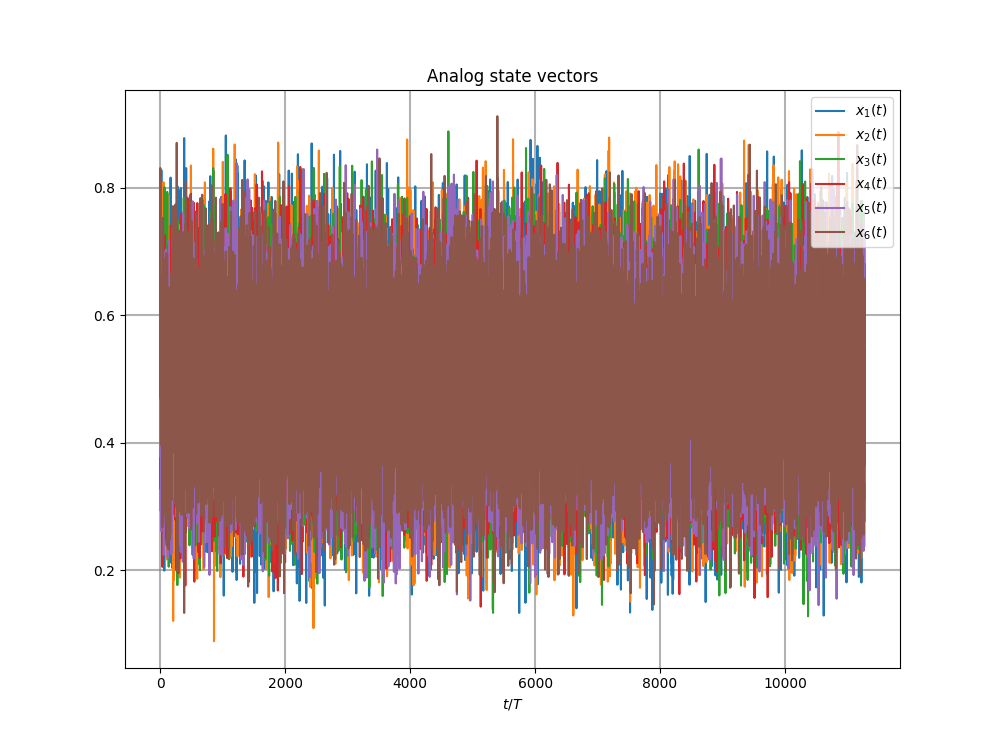 Analog state vectors
x₁(t)
x₂(t)
x₃(t)
x₄(t)
x₅(t)
x₆(t)
0.8
0.6
0.4
0.2
0 2000 4000 6000 8000 10000
t/T